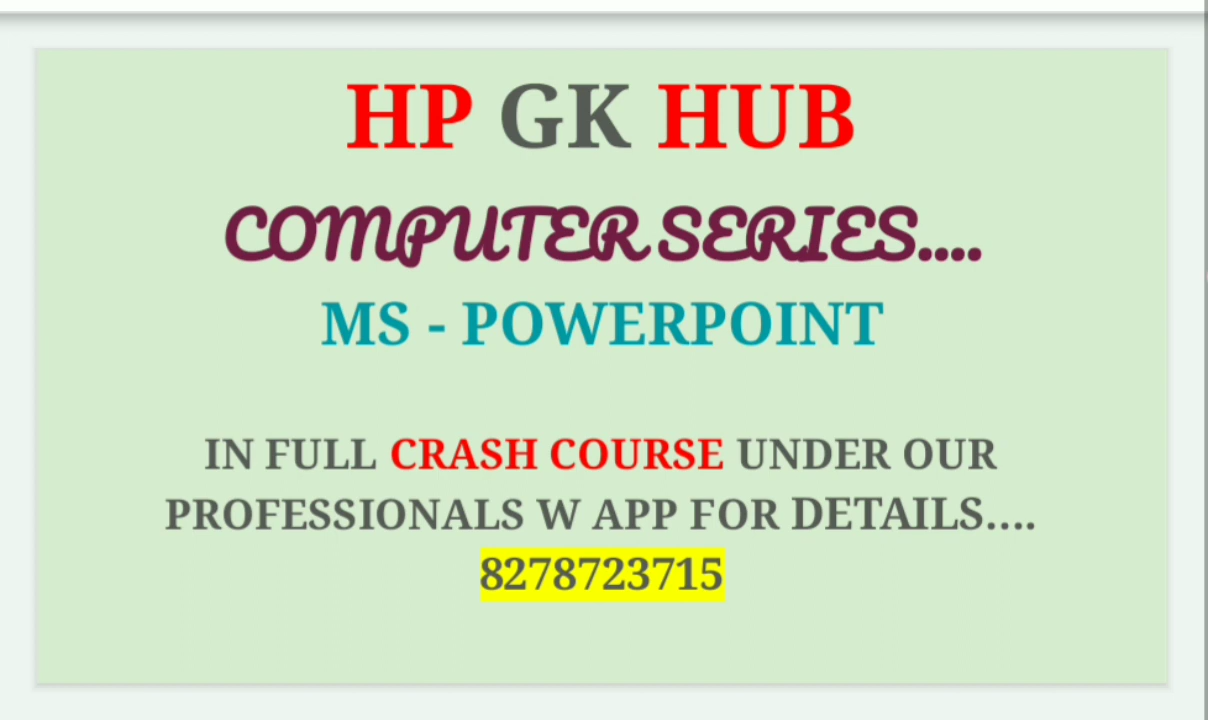 HP GK HUB
COMPUTER SERIES....
MS - POWERPOINT
IN FULL CRASH COURSE UNDER OUR
PROFESSIONALS W APP FOR DETAILS....
8278723715